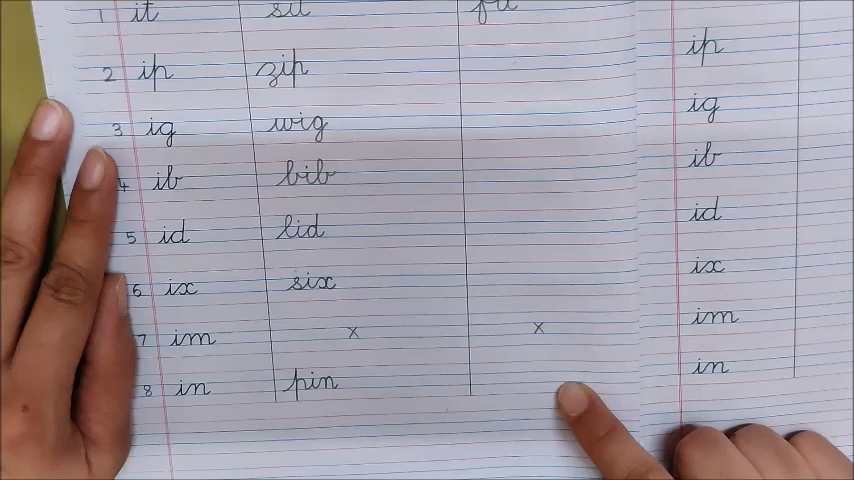 1 it sit fit
2 ip zip
3 ig wig
4 ib bib
5 id lid
6 ix six
7 im x x
8 in pin
ip
ig
ib
id
ix
im
in